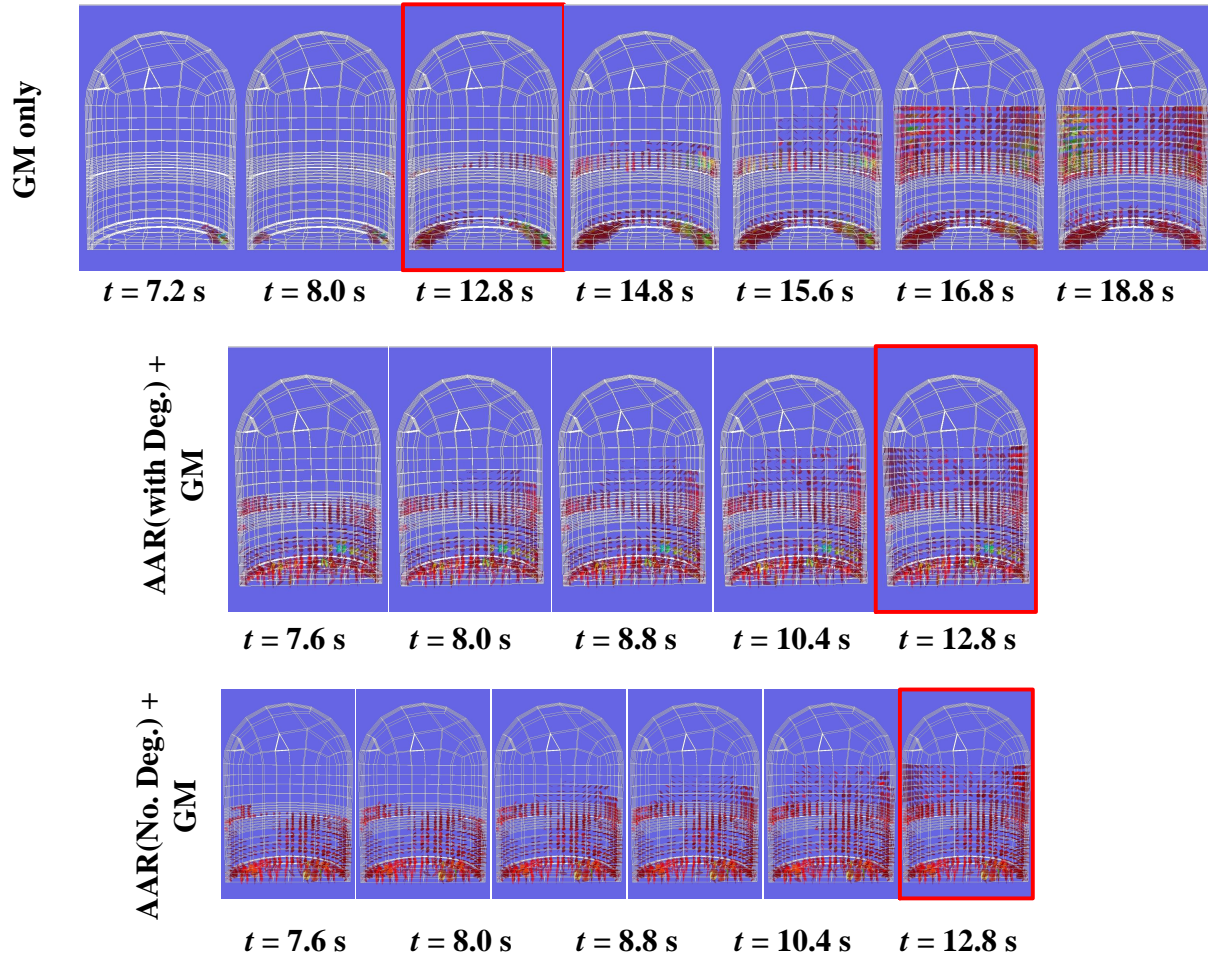 GM only
t = 7.2 s
t = 8.0 s
t = 12.8 s
t = 14.8 s
t = 15.6 s
t = 16.8 s
t = 18.8 s
AAR(with Deg.) +
GM
t = 7.6 s
t = 8.0 s
t = 8.8 s
t = 10.4 s
t = 12.8 s
AAR(No. Deg.) +
GM
t = 7.6 s
t = 8.0 s
t = 8.8 s
t = 10.4 s
t = 12.8 s